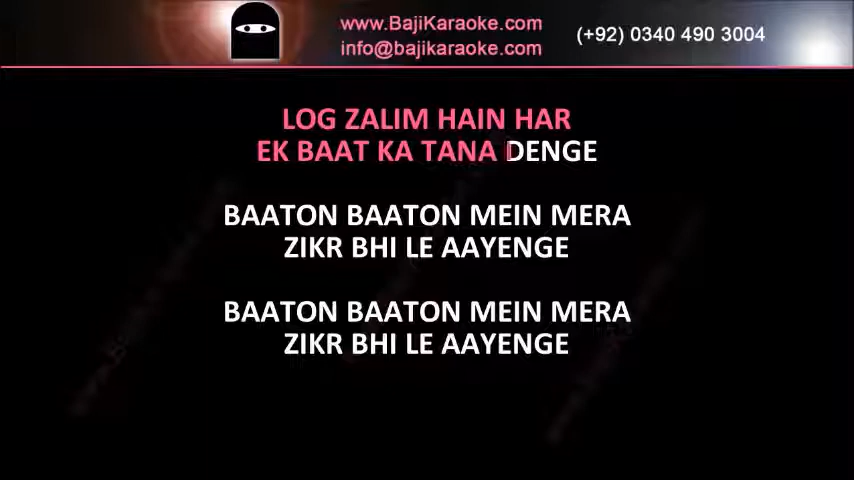 www.BajiKaraoke.com
info@bajikaraoke.com
(+92) 0340 490 3004
LOG ZALIM HAIN HAR
EK BAAT KA TANA DENGE
BAATON BAATON MEIN MERA
ZIKR BHI LE AAYENGE
BAATON BAATON MEIN MERA
ZIKR BHI LE AAYENGE